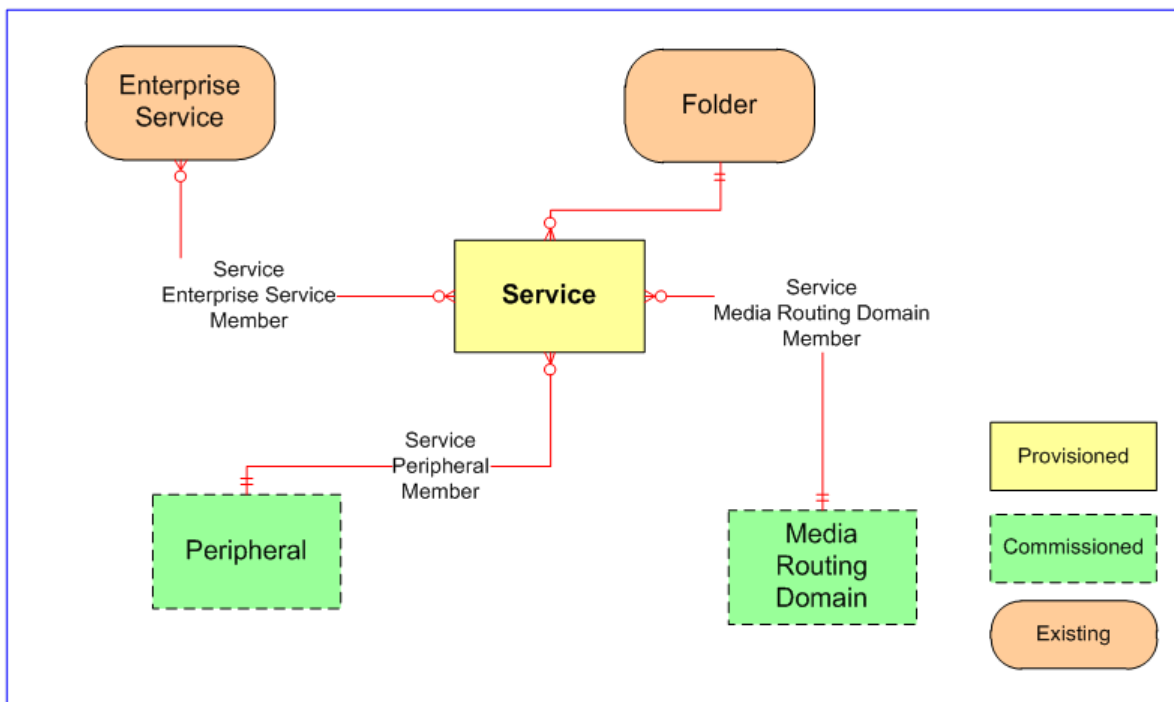 Enterprise
Service
Folder
Service
Enterprise Service
Member
Service
Service
Media Routing Domain
Member
Service
Peripheral
Member
Peripheral
Media
Routing
Domain
Provisioned
Commissioned
Existing